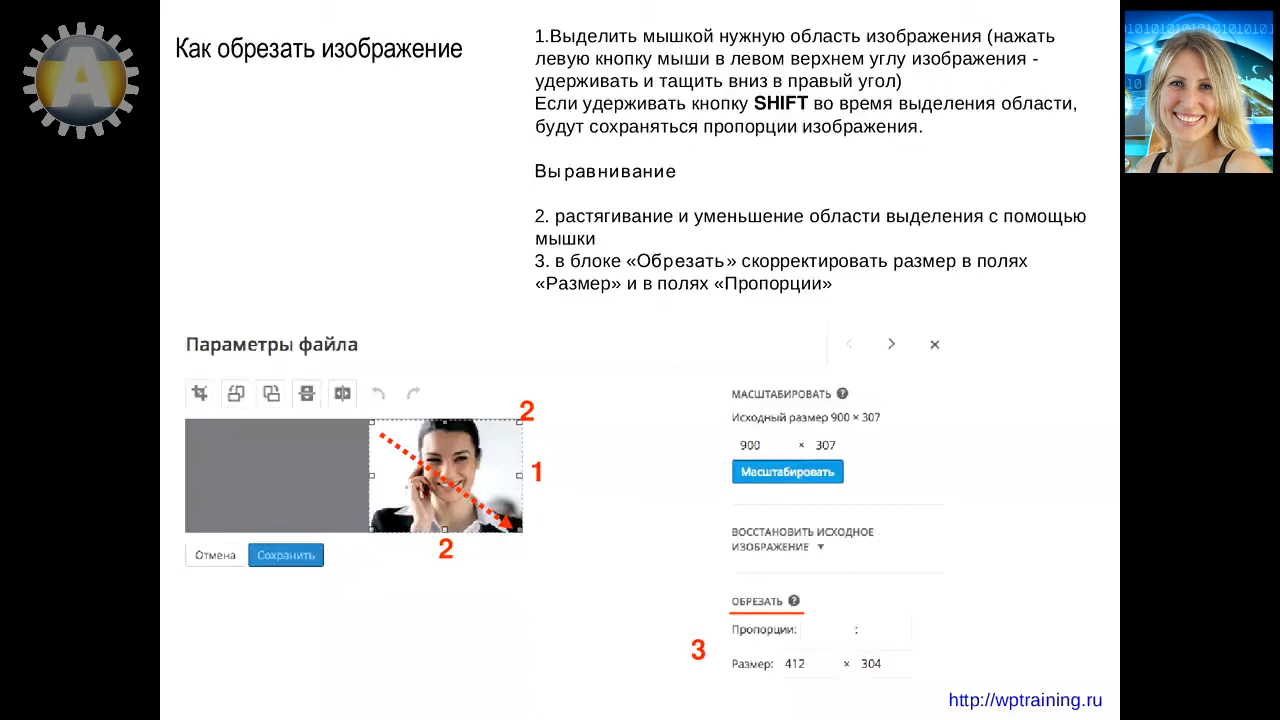 A
Как обрезать изображение
1.Выделить мышкой нужную область изображения (нажать
левую кнопку мыши в левом верхнем углу изображения -
удерживать и тащить вниз в правый угол)
Если удерживать кнопку SHIFT во время выделения области,
будут сохраняться пропорции изображения.
Выравнивание
2. растягивание и уменьшение области выделения с помощью
мышки
3. в блоке «Обрезать» скорректировать размер в полях
«Размер» и в полях «Пропорции»
Параметры файла
2
1
2
Отмена
Сохранить
МАСШТАБИРОВАТЬ ?
Исходный размер 900 × 307
900 × 307
Масштабировать
ВОССТАНОВИТЬ ИСХОДНОЕ
ИЗОБРАЖЕНИЕ ▼
ОБРЕЗАТЬ ?
Пропорции: :
3
Размер: 412 × 304
http://wptraining.ru